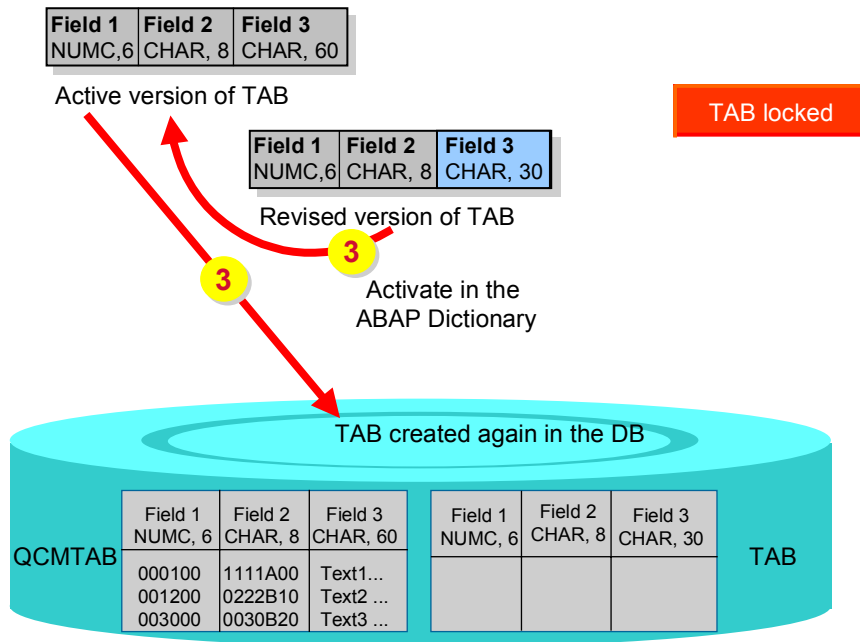 Field 1 Field 2 Field 3
NUMC,6 CHAR, 8 CHAR, 60
Active version of TAB
TAB locked
Field 1 Field 2 Field 3
NUMC,6 CHAR, 8 CHAR, 30
Revised version of TAB
3
3
Activate in the
ABAP Dictionary
TAB created again in the DB
QCMTAB
Field 1 Field 2 Field 3
NUMC, 6 CHAR, 8 CHAR, 60
000100 1111A00 Text1...
001200 0222B10 Text2 ...
003000 0030B20 Text3 ...
Field 1 Field 2 Field 3
NUMC, 6 CHAR, 8 CHAR, 30
TAB